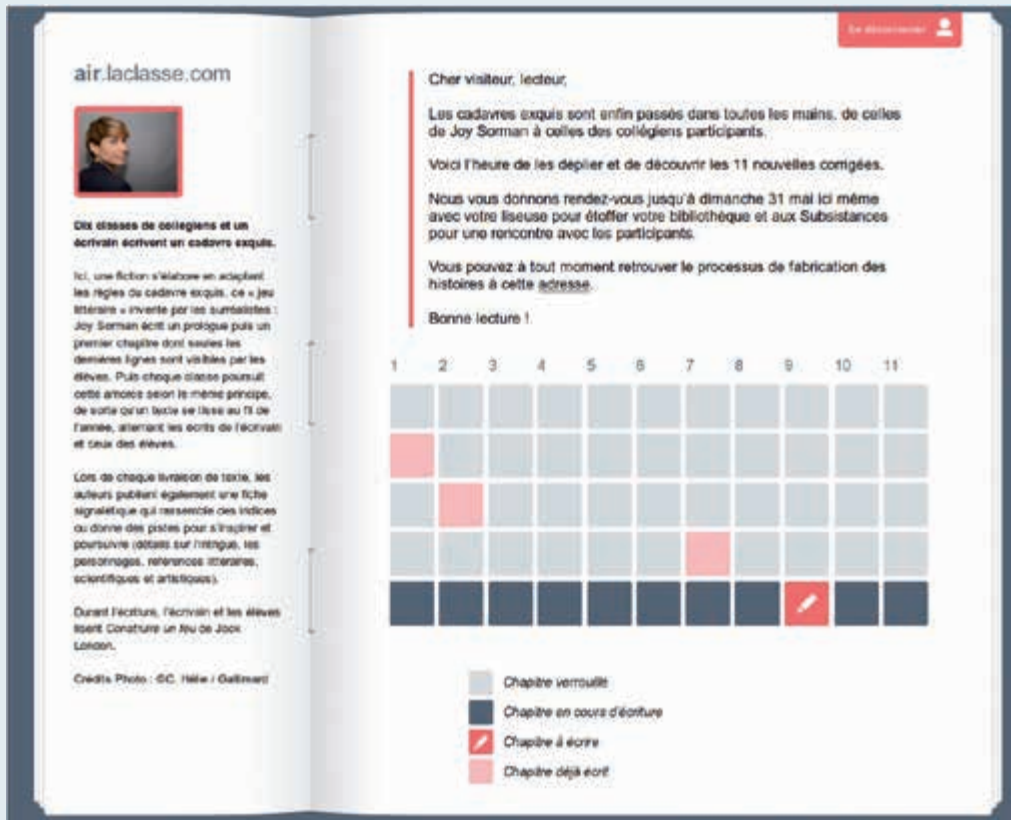 Se déconnecter
air.laclasse.com
Dix classes de collégiens et un
écrivain écrivent un cadavre exquis.
Ici, une fiction s'élabore en adaptant
les règles du cadavre exquis, ce « jeu
littéraire » inventé par les surréalistes :
Joy Sorman écrit un prologue puis un
premier chapitre dont seules les
dernières lignes sont visibles par les
élèves. Puis chaque classe poursuit
cette amorce selon le même principe,
de sorte qu'un texte se tisse au fil de
l'année, alternant les écrits de l'écrivain
et ceux des élèves.
Lors de chaque livraison de texte, les
auteurs publient également une fiche
signalétique qui rassemble des indices
ou donne des pistes pour s'inspirer et
poursuivre (détails sur l'intrigue, les
personnages, références littéraires,
scientifiques et artistiques).
Durant l'écriture, l'écrivain et les élèves
lisent Construire un feu de Jack
London.
Crédits Photo : ©C. Hélie / Gallimard
Cher visiteur, lecteur,
Les cadavres exquis sont enfin passés dans toutes les mains, de celles
de Joy Sorman à celles des collégiens participants.
Voici l'heure de les déplier et de découvrir les 11 nouvelles corrigées.
Nous vous donnons rendez-vous jusqu'à dimanche 31 mai ici même
avec votre liseuse pour étoffer votre bibliothèque et aux Subsistances
pour une rencontre avec les participants.
Vous pouvez à tout moment retrouver le processus de fabrication des
histoires à cette adresse.
Bonne lecture !
1 2 3 4 5 6 7 8 9 10 11
Chapitre verrouillé
Chapitre en cours d'écriture
Chapitre à écrire
Chapitre déjà écrit